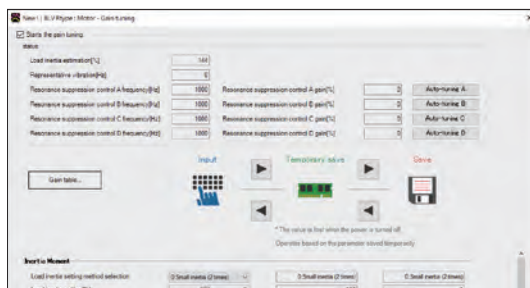 New1 | BLV Rtype | Motor - Gain tuning
Starts the gain tuning
status
Load inertia estimation[%]
Representative vibration[Hz] 0
Resonance suppression control A frequency[Hz] 1000 Resonance suppression control A gain[%] 0 Auto-tuning A
Resonance suppression control B frequency[Hz] 1000 Resonance suppression control B gain[%] 0 Auto-tuning B
Resonance suppression control C frequency[Hz] 1000 Resonance suppression control C gain[%] 0 Auto-tuning C
Resonance suppression control D frequency[Hz] 1000 Resonance suppression control D gain[%] 0 Auto-tuning D
Input Temporary save Save
Gain table...
* The value is lost when the power is turned off.
Operates based on the parameter saved temporarily
Inertia Moment
Load inertia setting method selection 0:Small inertia (2 times) 0:Small inertia (2 times) 0:Small inertia (2 times)